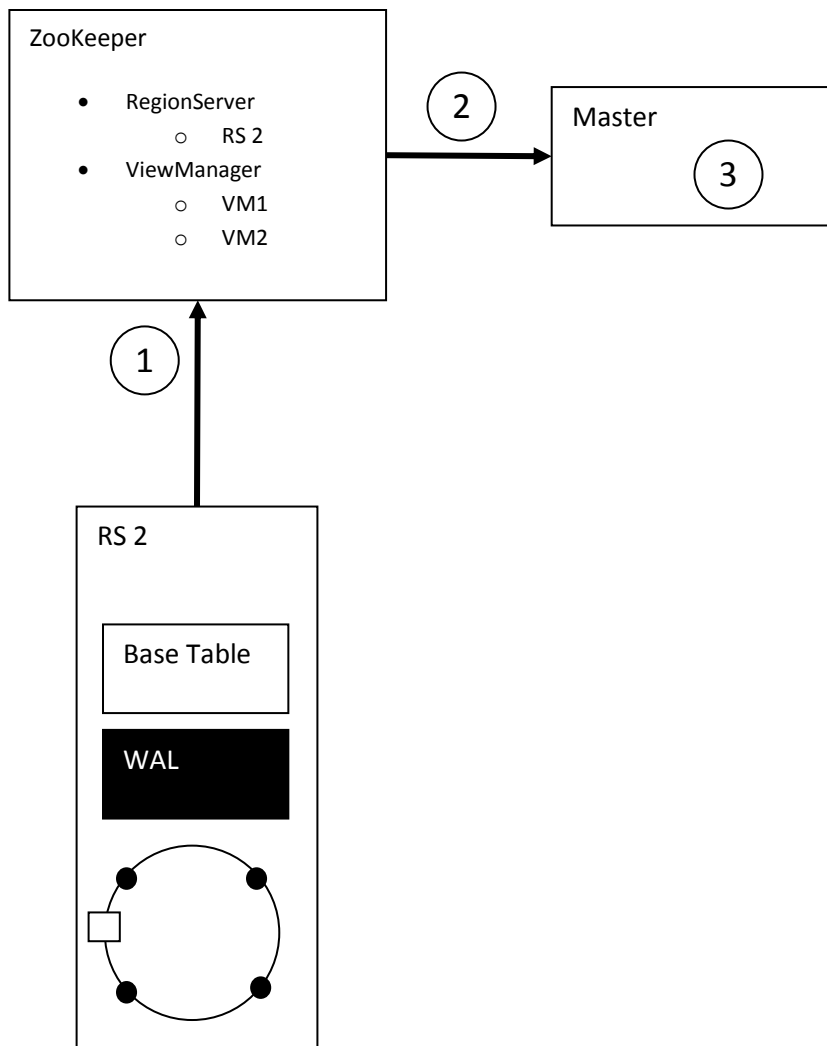 ZooKeeper
• RegionServer
o RS 2
• ViewManager
o VM1
o VM2
2
Master
3
1
RS 2
Base Table
WAL